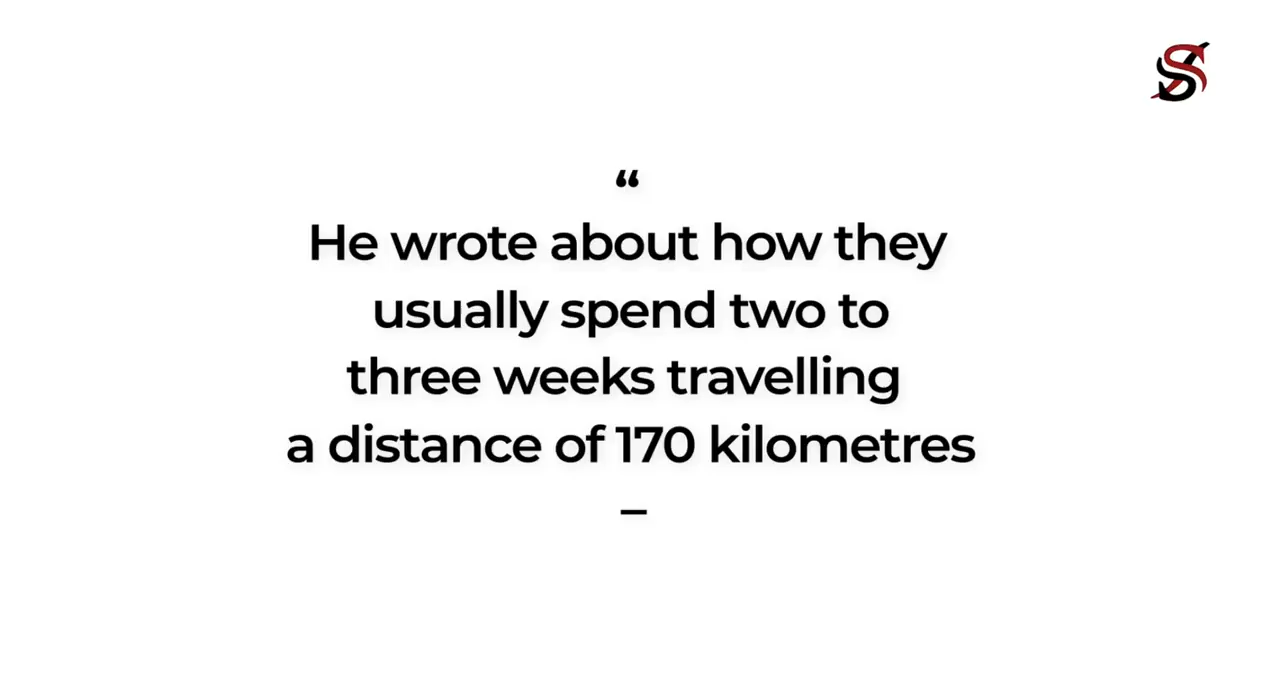 “
He wrote about how they
usually spend two to
three weeks travelling
a distance of 170 kilometres
–